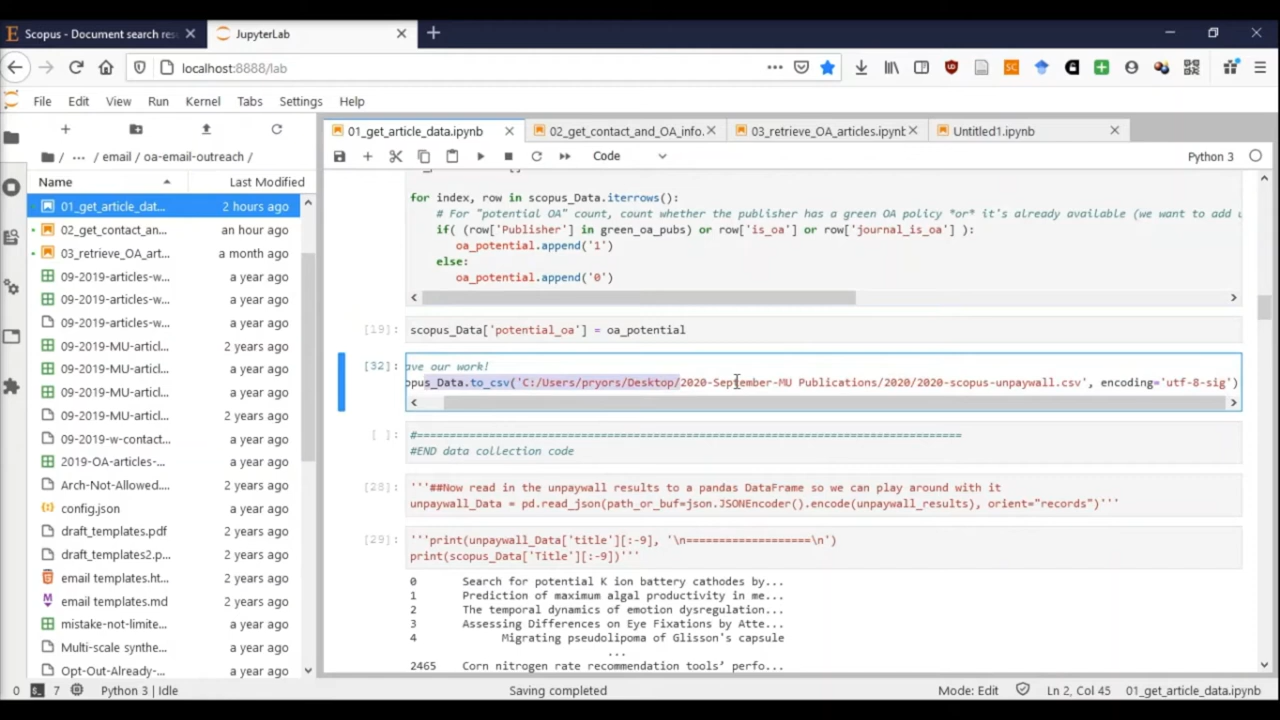 Scopus - Document search res
JupyterLab
localhost:8888/lab
File Edit View Run Kernel Tabs Settings Help
01_get_article_data.ipynb
02_get_contact_and_OA_info.
03_retrieve_OA_articles.ipynb
Untitled1.ipynb
/ ... / email / oa-email-outreach /
Code
Python 3
Name Last Modified
01_get_article_dat... 2 hours ago
02_get_contact_an... an hour ago
03_retrieve_OA_art... a month ago
09-2019-articles-w... a year ago
09-2019-articles-w... a year ago
09-2019-articles-w... a year ago
09-2019-MU-articl... a year ago
09-2019-MU-articl... a year ago
09-2019-MU-articl... a year ago
09-2019-MU-articl... 2 years ago
09-2019-w-contact... a year ago
2019-OA-articles-... a year ago
Arch-Not-Allowed.... 2 years ago
config.json a year ago
draft_templates.pdf 2 years ago
draft_templates2.p... 2 years ago
email templates.ht... 2 years ago
email templates.md 2 years ago
mistake-not-limite... 2 years ago
Multi-scale synthe... 2 years ago
Opt-Out-Already-... a year ago
for index, row in scopus_Data.iterrows():
# For "potential OA" count, count whether the publisher has a green OA policy *or* it's already available (we want to add u
if( (row['Publisher'] in green_oa_pubs) or row['is_oa'] or row['journal_is_oa'] ):
oa_potential.append('1')
else:
oa_potential.append('0')
[19]: scopus_Data['potential_oa'] = oa_potential
[32]: ave our work!
opus_Data.to_csv('C:/Users/pryors/Desktop/2020-September-MU Publications/2020/2020-scopus-unpaywall.csv', encoding='utf-8-sig')
[ ]: #===================================================================================
#END data collection code
[28]: '''##Now read in the unpaywall results to a pandas DataFrame so we can play around with it
unpaywall_Data = pd.read_json(path_or_buf=json.JSONEncoder().encode(unpaywall_results), orient="records")'''
[29]: '''print(unpaywall_Data['title'][:-9], '\n===================\n')
print(scopus_Data['Title'][:-9])'''
0 Search for potential K ion battery cathodes by...
1 Prediction of maximum algal productivity in me...
2 The temporal dynamics of emotion dysregulation...
3 Assessing Differences on Eye Fixations by Atte...
4 Migrating pseudolipoma of Glisson's capsule
...
2465 Corn nitrogen rate recommendation tools' perfo...
0 7 Python 3 | Idle Saving completed Mode: Edit Ln 2, Col 45 01_get_article_data.ipynb